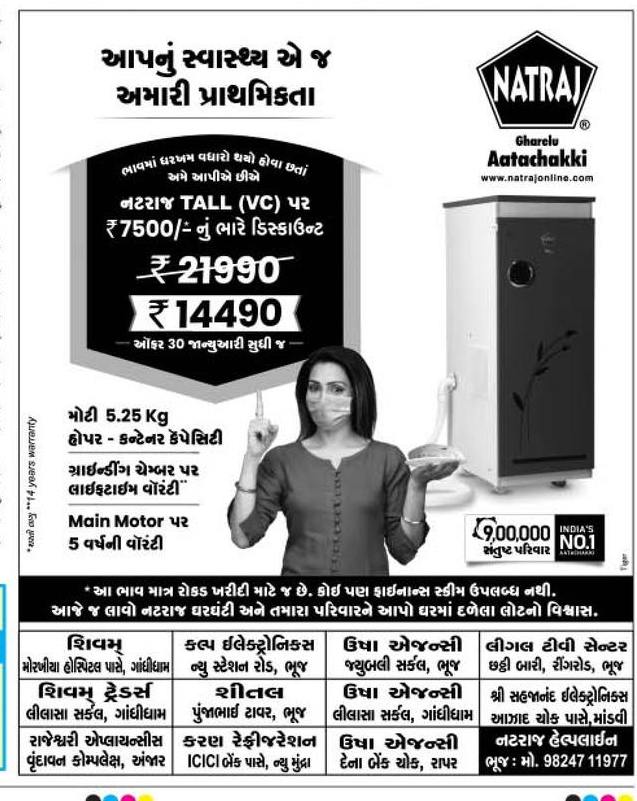 આપનું સ્વાસ્થ્ય એ જ
અમારી પ્રાથમિકતા
NATRAJ
®
Gharelu
Aatachakki
www.natrajonline.com
ભાવમાં ધરખમ વધારો થયો હોવા છતાં
અમે આપીએ છીએ
નટરાજ TALL (VC) પર
₹7500/-* નું ભારે ડિસ્કાઉન્ટ
₹ 21990
₹ 14490
ઑફર 30 જાન્યુઆરી સુધી જ
મોટી 5.25 Kg
હોપર - કન્ટેનર કૅપેસિટી
ગ્રાઇન્ડીંગ ચેમ્બર પર
લાઇફટાઇમ વૉરંટી**
Main Motor પર
5 વર્ષની વૉરંટી
*શરતી લાગુ **14 years warranty
9,00,000
સંતુષ્ટ પરિવાર
INDIA'S
NO.1
AATACHAKKI
Tiger
*આ ભાવ માત્ર રોકડ ખરીદી માટે જ છે. કોઇ પણ ફાઇનાન્સ સ્કીમ ઉપલબ્ધ નથી.
આજે જ લાવો નટરાજ ઘરઘંટી અને તમારા પરિવારને આપો ઘરમાં દળેલા લોટનો વિશ્વાસ.
શિવમ્
મોરખીયા હોસ્પિટલ પાસે, ગાંધીધામ
કલ્પ ઇલેક્ટ્રોનિક્સ
ન્યુ સ્ટેશન રોડ, ભૂજ
ઉષા એજન્સી
જ્યુબલી સર્કલ, ભૂજ
લીગલ ટીવી સેન્ટર
છઠ્ઠી બારી, રીંગરોડ, ભૂજ
શિવમ્ ટ્રેડર્સ
લીલાસા સર્કલ, ગાંધીધામ
શીતલ
પુંજાભાઈ ટાવર, ભૂજ
ઉષા એજન્સી
લીલાસા સર્કલ, ગાંધીધામ
શ્રી સહજાનંદ ઇલેક્ટ્રોનિક્સ
આઝાદ ચોક પાસે, માંડવી
રાજેશ્વરી એપ્લાયન્સીસ
વૃંદાવન કોમ્પલેક્ષ, અંજાર
કરણ રેફ્રીજરેશન
ICICI બેંક પાસે, ન્યુ મુંદ્રા
ઉષા એજન્સી
દેના બેંક ચોક, રાપર
નટરાજ હેલ્પલાઈન
ભૂજ : મો. 98247 11977